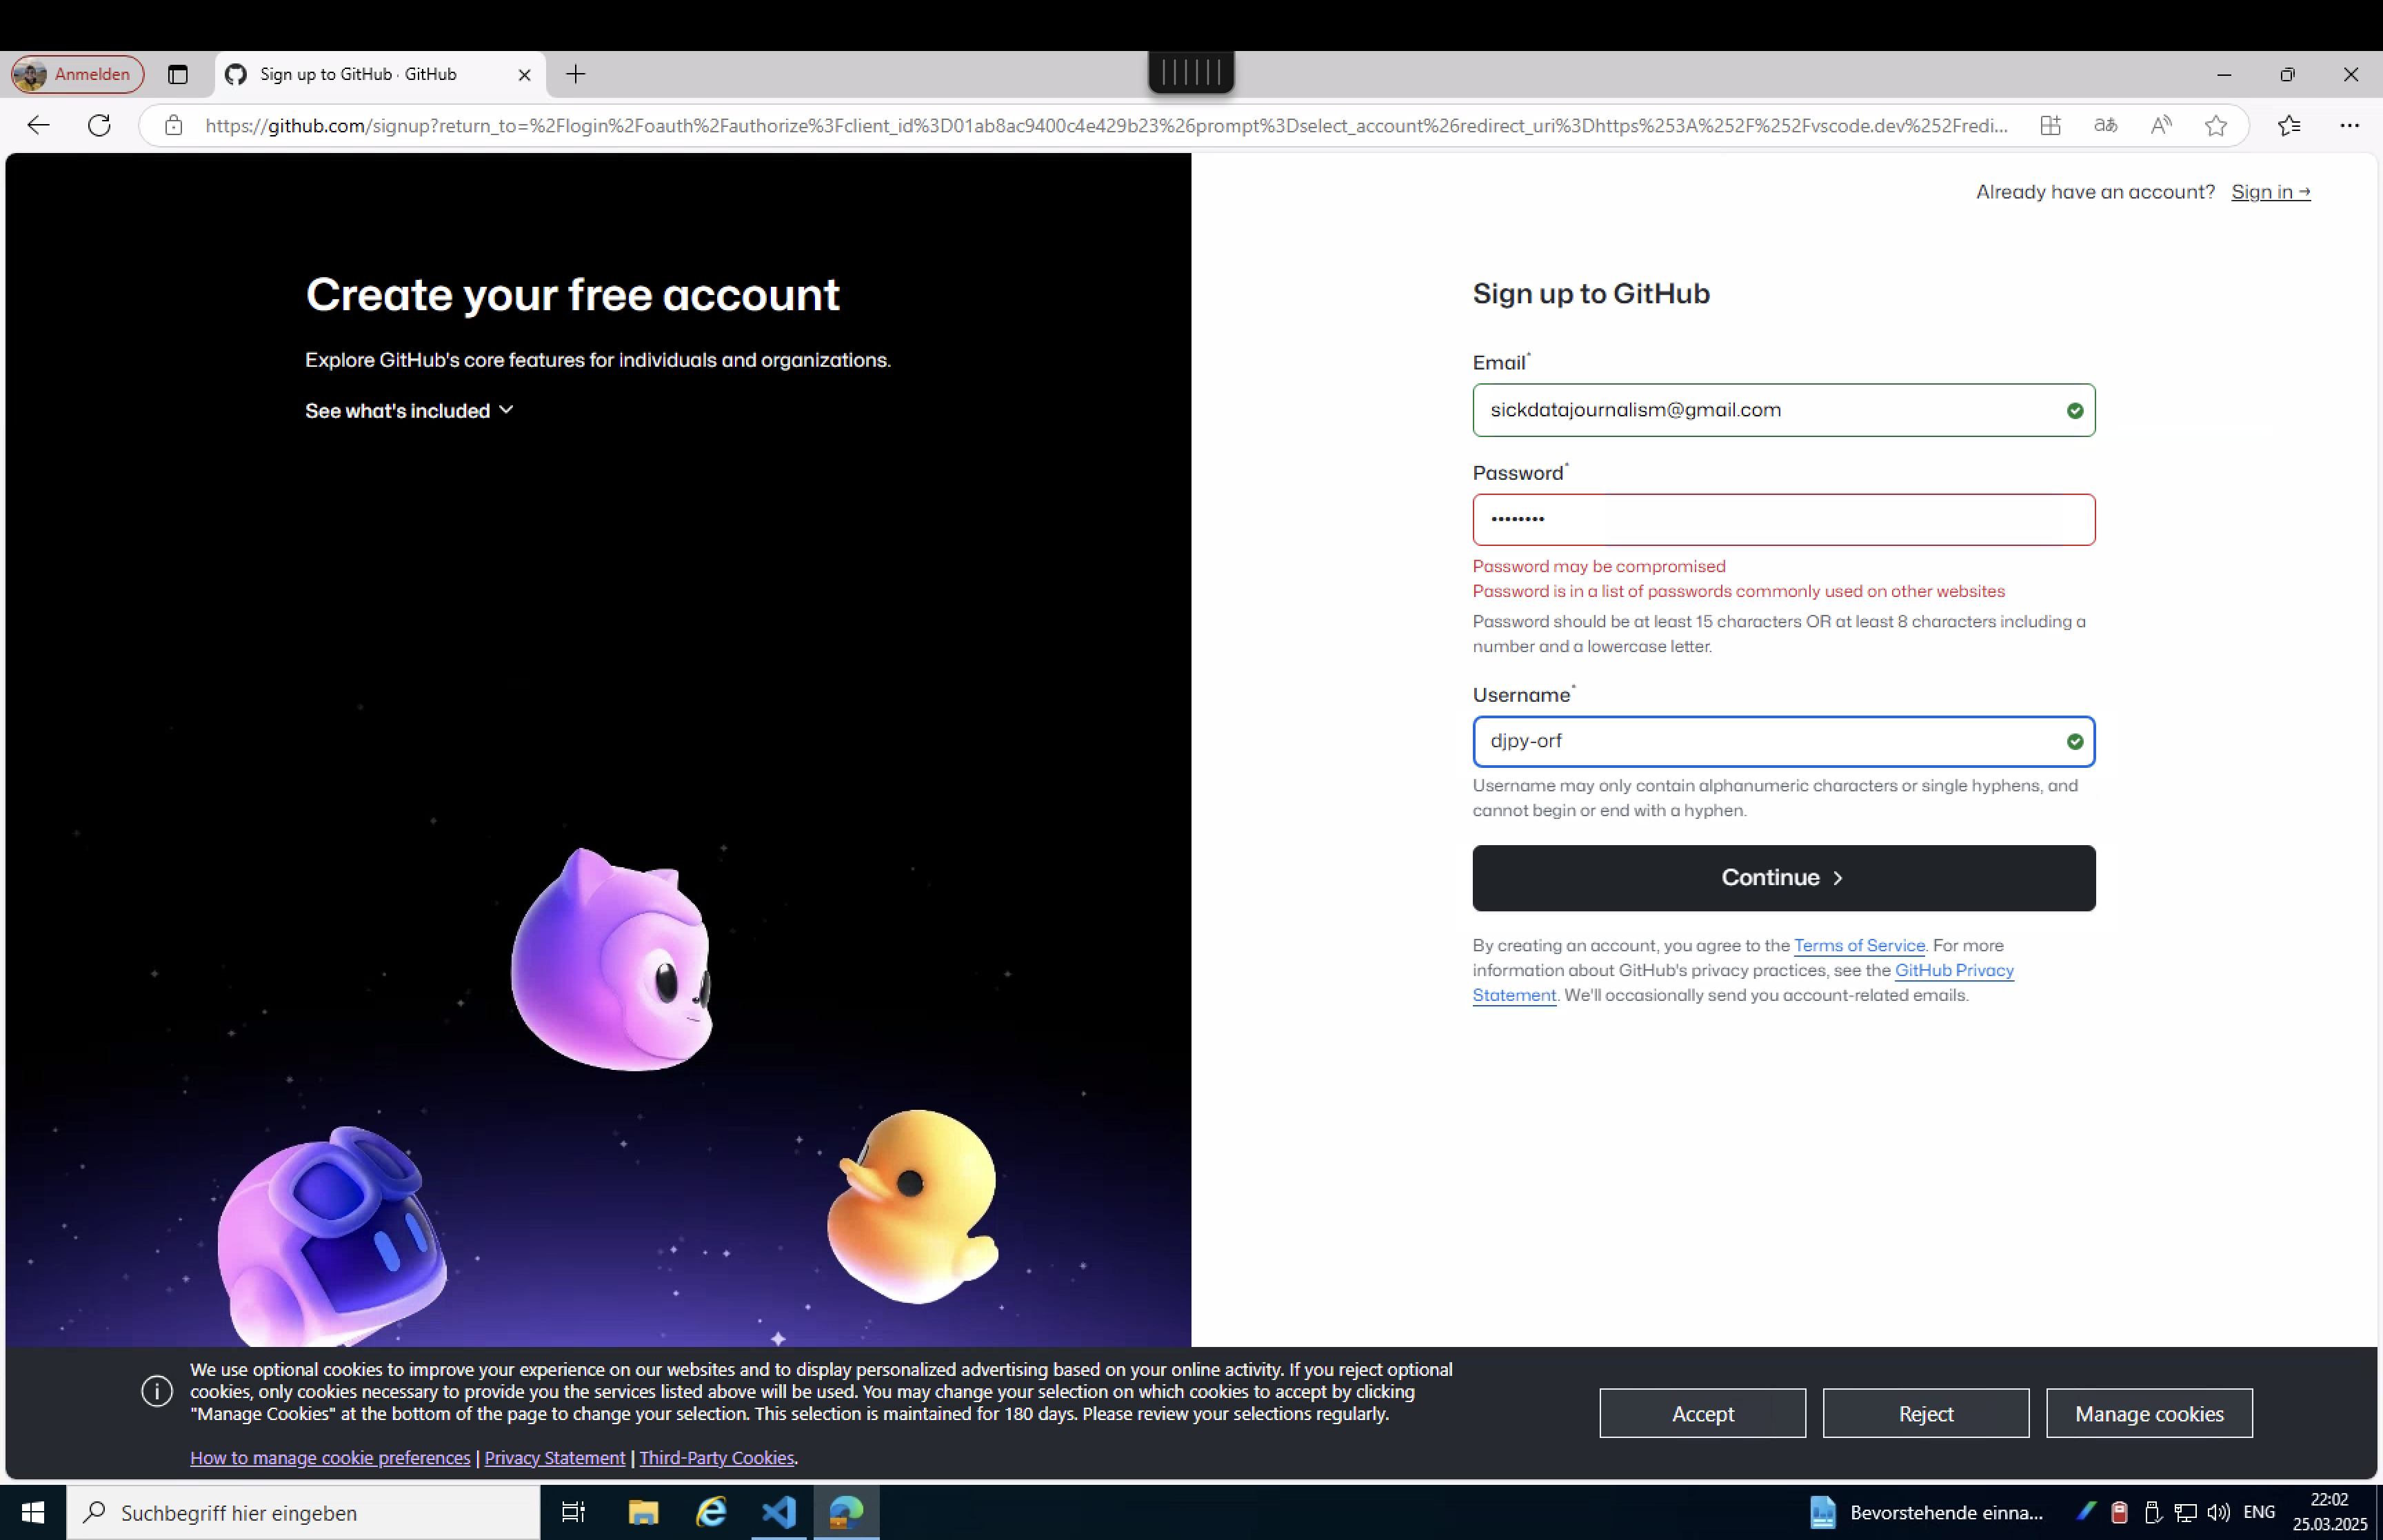 Anmelden
Sign up to GitHub · GitHub
https://github.com/signup?return_to=%2Flogin%2Foauth%2Fauthorize%3Fclient_id%3D01ab8ac9400c4e429b23%26prompt%3Dselect_account%26redirect_uri%3Dhttps%253A%252F%252Fvscode.dev%252Fredi...
Already have an account? Sign in →
Create your free account
Explore GitHub's core features for individuals and organizations.
See what's included
Sign up to GitHub
Email*
sickdatajournalism@gmail.com
Password*
••••••••
Password may be compromised
Password is in a list of passwords commonly used on other websites
Password should be at least 15 characters OR at least 8 characters including a
number and a lowercase letter.
Username*
djpy-orf
Username may only contain alphanumeric characters or single hyphens, and
cannot begin or end with a hyphen.
Continue
By creating an account, you agree to the Terms of Service. For more
information about GitHub's privacy practices, see the GitHub Privacy
Statement. We'll occasionally send you account-related emails.
We use optional cookies to improve your experience on our websites and to display personalized advertising based on your online activity. If you reject optional
cookies, only cookies necessary to provide you the services listed above will be used. You may change your selection on which cookies to accept by clicking
"Manage Cookies" at the bottom of the page to change your selection. This selection is maintained for 180 days. Please review your selections regularly.
How to manage cookie preferences | Privacy Statement | Third-Party Cookies.
Accept
Reject
Manage cookies
Suchbegriff hier eingeben
Bevorstehende einna...
ENG
22:02
25.03.2025